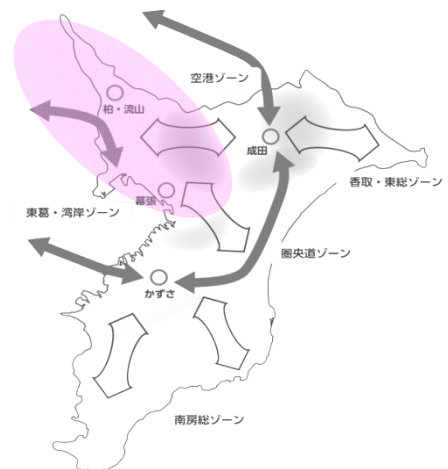 空港ゾーン
柏・流山
成田
香取・東総ゾーン
幕張
東葛・湾岸ゾーン
圏央道ゾーン
かずさ
南房総ゾーン